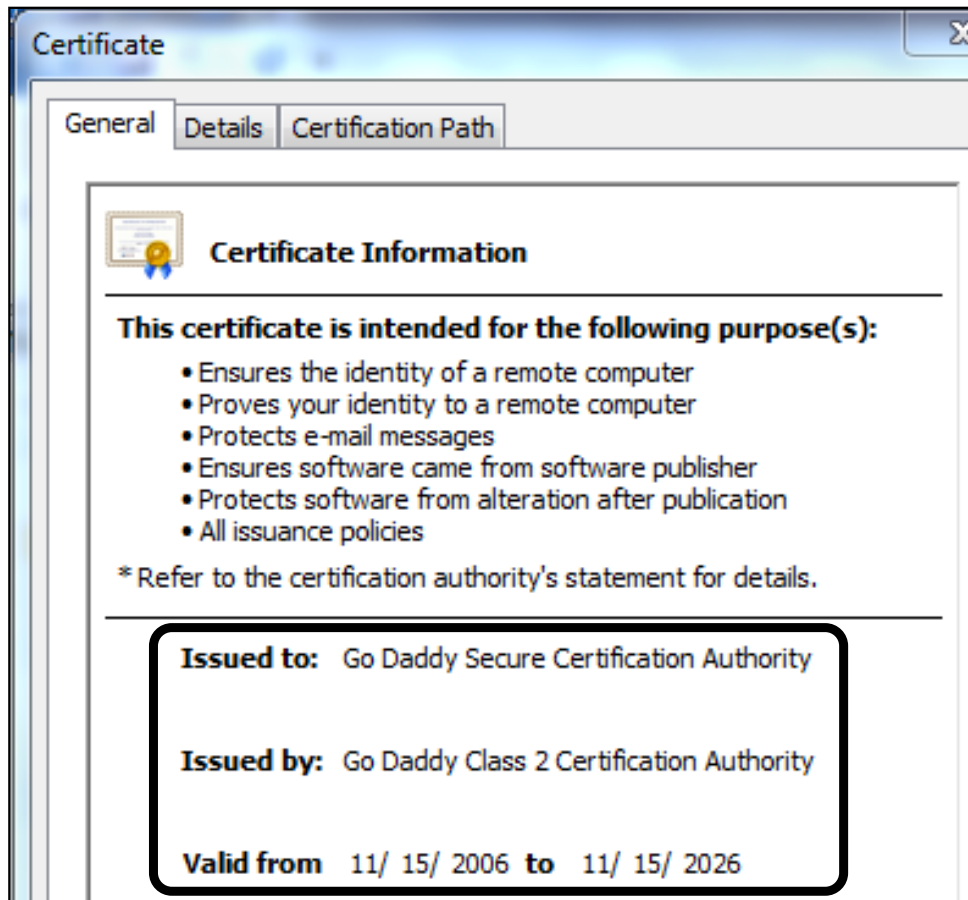 Certificate
General Details Certification Path
Certificate Information
This certificate is intended for the following purpose(s):
• Ensures the identity of a remote computer
• Proves your identity to a remote computer
• Protects e-mail messages
• Ensures software came from software publisher
• Protects software from alteration after publication
• All issuance policies
* Refer to the certification authority's statement for details.
Issued to: Go Daddy Secure Certification Authority
Issued by: Go Daddy Class 2 Certification Authority
Valid from 11/ 15/ 2006 to 11/ 15/ 2026